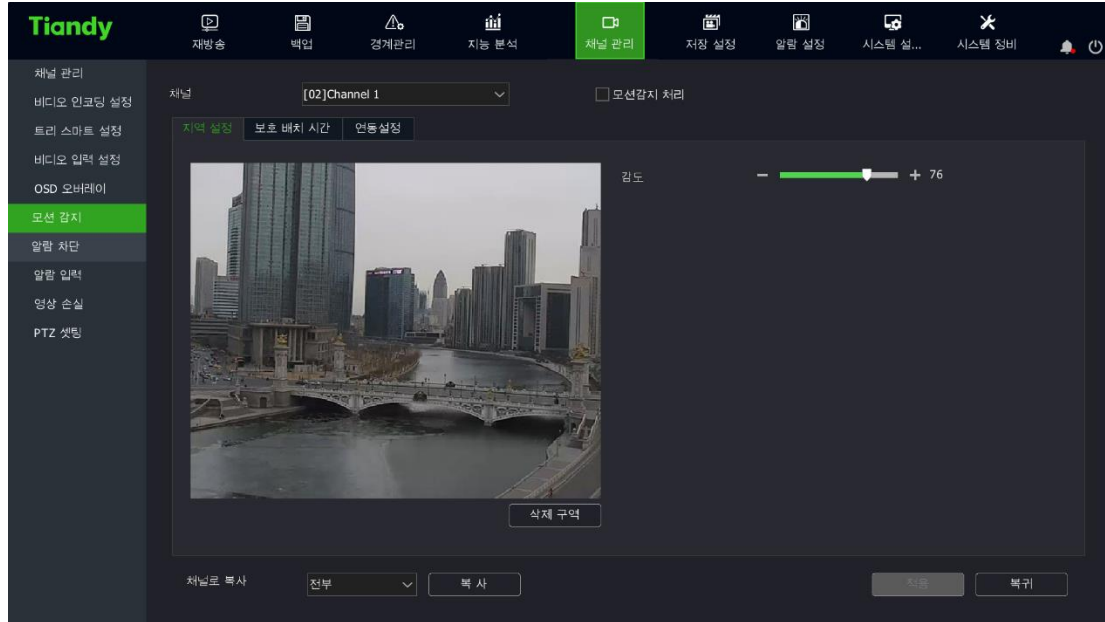 Tiandy
재방송
백업
경계관리
지능 분석
채널 관리
저장 설정
알람 설정
시스템 설...
시스템 정비
채널 관리
비디오 인코딩 설정
트리 스마트 설정
비디오 입력 설정
OSD 오버레이
모션 감지
알람 차단
알람 입력
영상 손실
PTZ 셋팅
채널 [02]Channel 1 모션감지 처리
지역 설정 보호 배치 시간 연동설정
감도 76
삭제 구역
채널로 복사 전부 복 사 적용 복귀